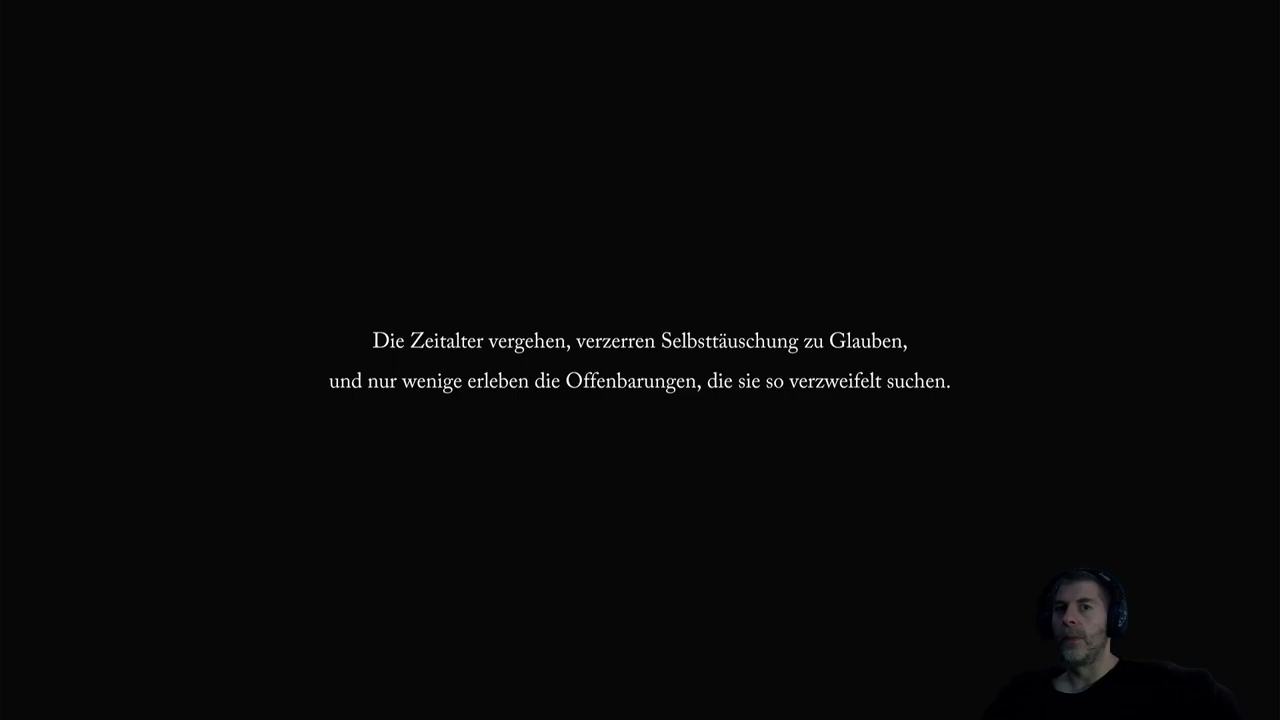 Die Zeitalter vergehen, verzerren Selbsttäuschung zu Glauben,
und nur wenige erleben die Offenbarungen, die sie so verzweifelt suchen.